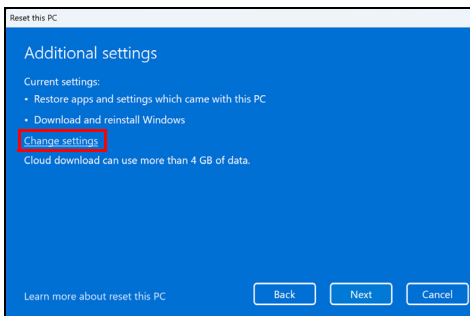 Reset this PC
Additional settings
Current settings:
• Restore apps and settings which came with this PC
• Download and reinstall Windows
Change settings
Cloud download can use more than 4 GB of data.
Learn more about reset this PC
Back
Next
Cancel